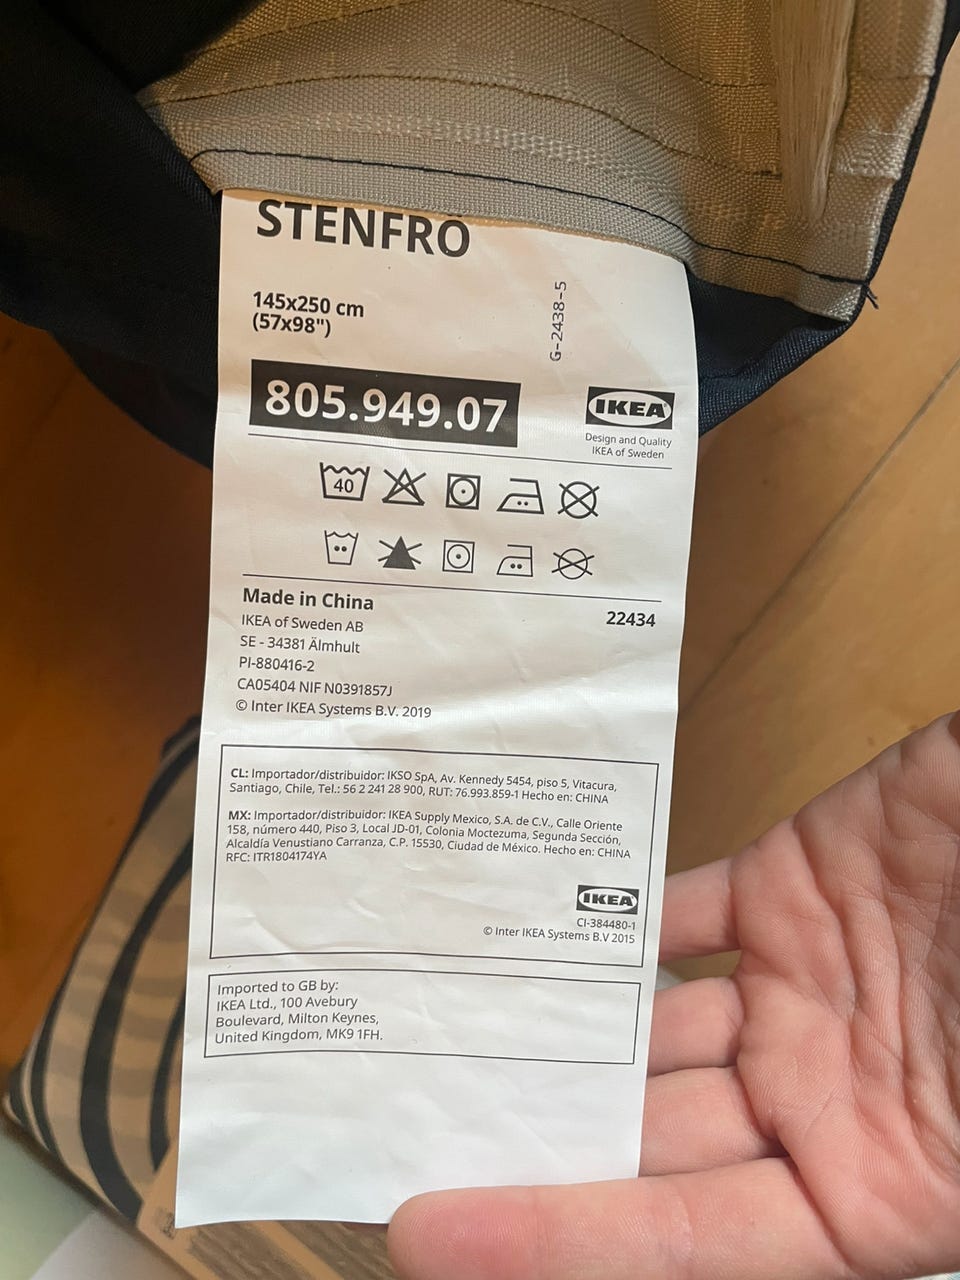 STENFRÖ
145x250 cm
(57x98")
G-2438-5
805.949.07
IKEA
Design and Quality
IKEA of Sweden
40
Made in China
22434
IKEA of Sweden AB
SE - 34381 Älmhult
PI-880416-2
CA05404 NIF N0391857J
© Inter IKEA Systems B.V. 2019
CL: Importador/distribuidor: IKSO SpA, Av. Kennedy 5454, piso 5, Vitacura,
Santiago, Chile, Tel.: 56 2 241 28 900, RUT: 76.993.859-1 Hecho en: CHINA
MX: Importador/distribuidor: IKEA Supply Mexico, S.A. de C.V., Calle Oriente
158, número 440, Piso 3, Local JD-01, Colonia Moctezuma, Segunda Sección,
Alcaldía Venustiano Carranza, C.P. 15530, Ciudad de México. Hecho en: CHINA
RFC: ITR1804174YA
IKEA
CI-384480-1
© Inter IKEA Systems B.V 2015
Imported to GB by:
IKEA Ltd., 100 Avebury
Boulevard, Milton Keynes,
United Kingdom, MK9 1FH.